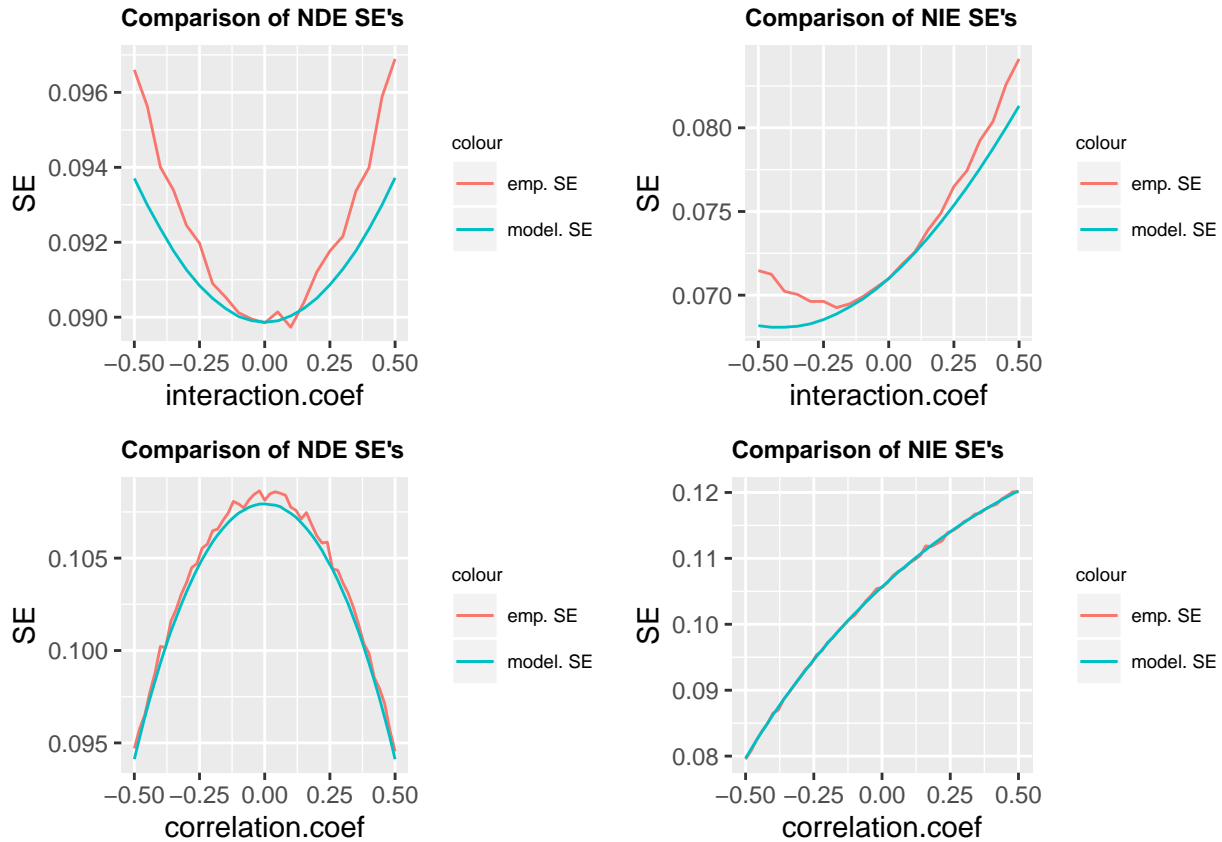 Comparison of NDE SE's
SE
0.096
0.094
0.092
0.090
−0.50 −0.25 0.00 0.25 0.50
interaction.coef
colour
emp. SE
model. SE
Comparison of NIE SE's
SE
0.080
0.075
0.070
−0.50 −0.25 0.00 0.25 0.50
interaction.coef
colour
emp. SE
model. SE
Comparison of NDE SE's
SE
0.105
0.100
0.095
−0.50 −0.25 0.00 0.25 0.50
correlation.coef
colour
emp. SE
model. SE
Comparison of NIE SE's
SE
0.12
0.11
0.10
0.09
0.08
−0.50 −0.25 0.00 0.25 0.50
correlation.coef
colour
emp. SE
model. SE